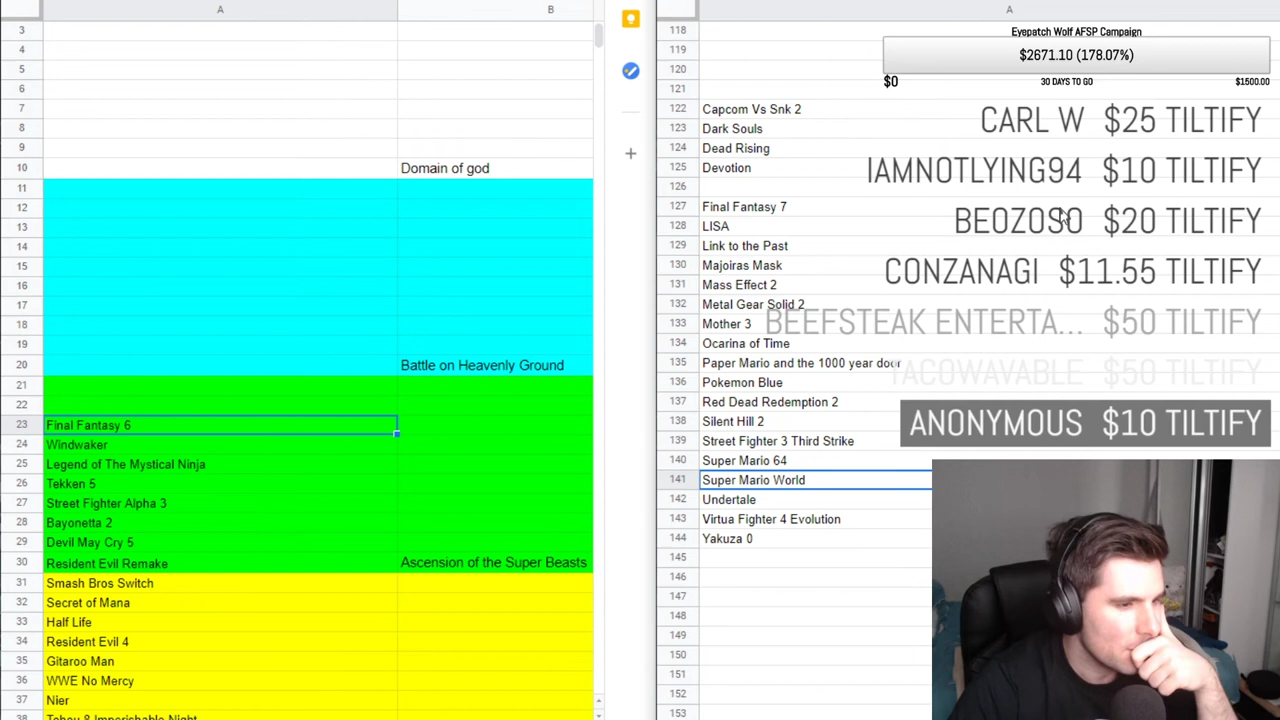 A
B
3
4
5
6
7
8
9
10 Domain of god
11
12
13
14
15
16
17
18
19
20 Battle on Heavenly Ground
21
22
23 Final Fantasy 6
24 Windwaker
25 Legend of The Mystical Ninja
26 Tekken 5
27 Street Fighter Alpha 3
28 Bayonetta 2
29 Devil May Cry 5
30 Resident Evil Remake Ascension of the Super Beasts
31 Smash Bros Switch
32 Secret of Mana
33 Half Life
34 Resident Evil 4
35 Gitaroo Man
36 WWE No Mercy
37 Nier
38
A
118
119
120
121
122 Capcom Vs Snk 2
123 Dark Souls
124 Dead Rising
125 Devotion
126
127 Final Fantasy 7
128 LISA
129 Link to the Past
130 Majoiras Mask
131 Mass Effect 2
132 Metal Gear Solid 2
133 Mother 3
134 Ocarina of Time
135 Paper Mario and the 1000 year door
136 Pokemon Blue
137 Red Dead Redemption 2
138 Silent Hill 2
139 Street Fighter 3 Third Strike
140 Super Mario 64
141 Super Mario World
142 Undertale
143 Virtua Fighter 4 Evolution
144 Yakuza 0
145
146
147
148
149
150
151
152
153
Eyepatch Wolf AFSP Campaign
$2671.10 (178.07%)
$0 30 DAYS TO GO $1500.00
CARL W $25 TILTIFY
IAMNOTLYING94 $10 TILTIFY
BEOZOSO $20 TILTIFY
CONZANAGI $11.55 TILTIFY
BEEFSTEAK ENTERTA... $50 TILTIFY
TACOWAVABLE $50 TILTIFY
ANONYMOUS $10 TILTIFY